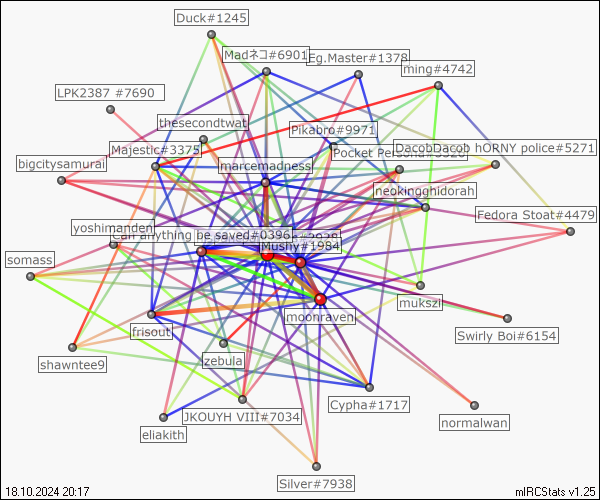 Duck#1245
Madネコ#6901
Eg.Master#1378
ming#4742
LPK2387 #7690
thesecondtwat
Pikabro#9971
Majestic#3375
DacobDacob hORNY police#5271
bigcitysamurai
marcemadness
Pocket Persona
neokingghidorah
Fedora Stoat#4479
yoshimanden
Can anything be saved#0396
Mushy#1984
somass
mukszi
moonraven
frisout
Swirly Boi#6154
shawntee9
zebula
Cypha#1717
JKOUYH VIII#7034
normalwan
eliakith
Silver#7938
18.10.2024 20:17
mIRCStats v1.25